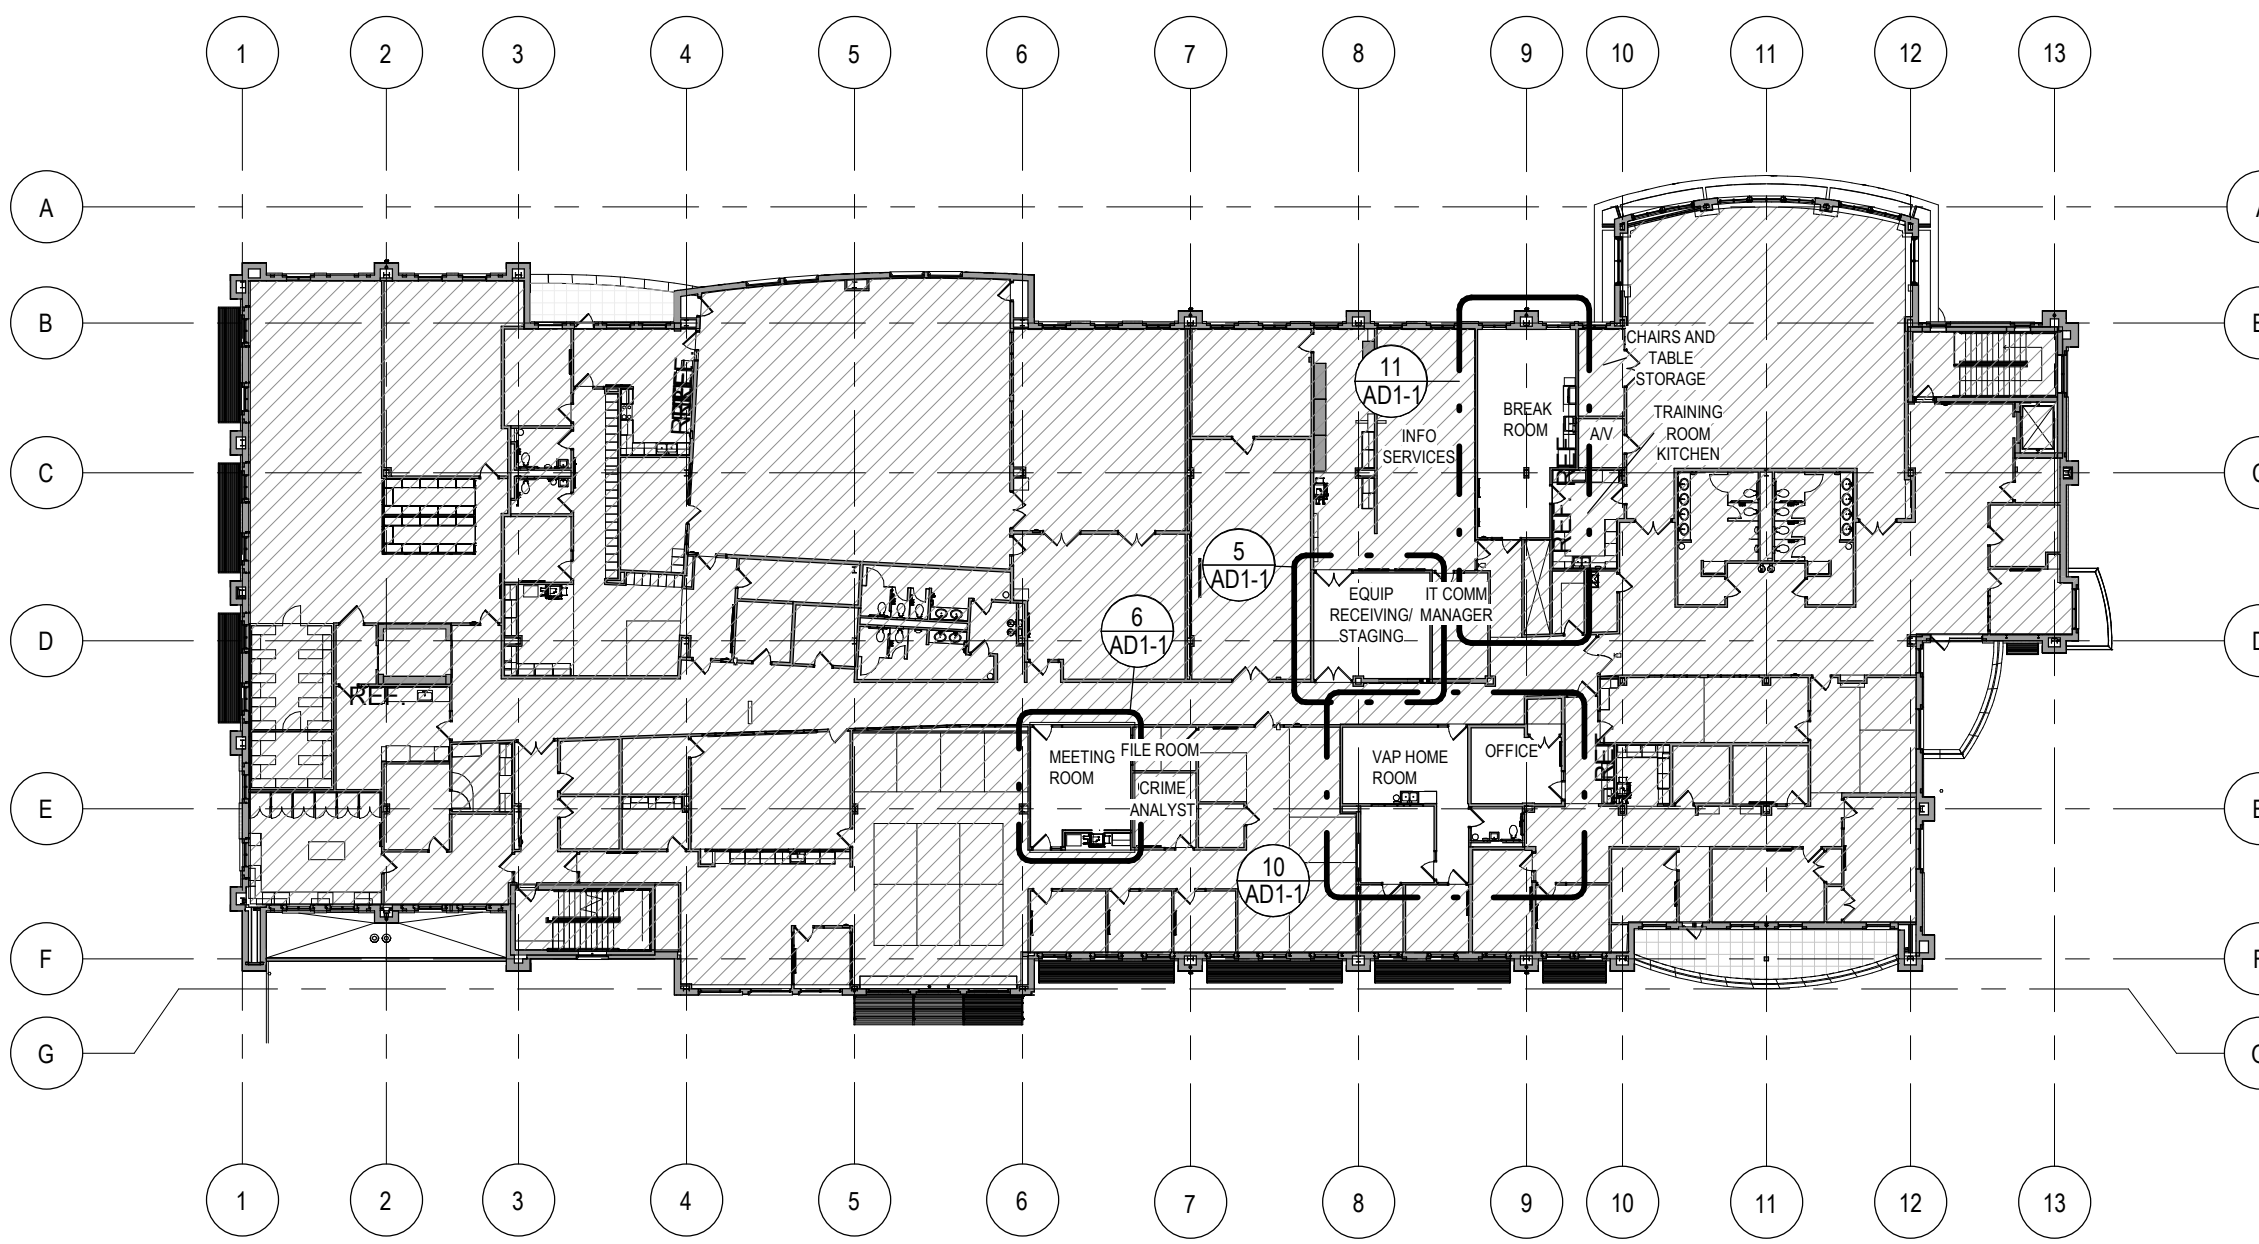 1 2 3 4 5 6 7 8 9 10 11 12 13
A
B
C
D
E
F
G
11
AD1-1
5
AD1-1
6
AD1-1
10
AD1-1
CHAIRS AND
TABLE
STORAGE
TRAINING
ROOM
KITCHEN
BREAK
ROOM
A/V
INFO
SERVICES
EQUIP
RECEIVING/
STAGING
IT COMM
MANAGER
REF.
MEETING
ROOM
FILE ROOM
CRIME
ANALYST
VAP HOME
ROOM
OFFICE
1 2 3 4 5 6 7 8 9 10 11 12 13